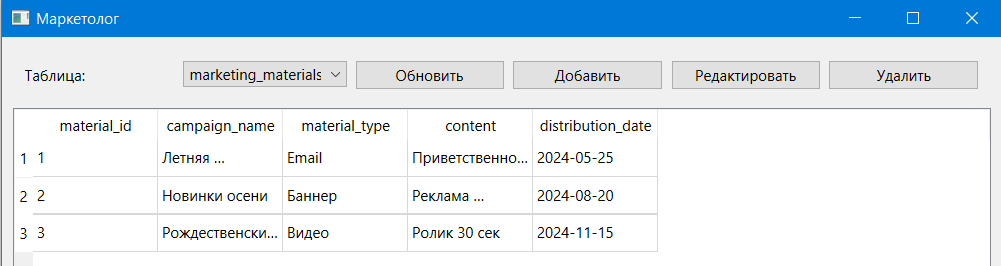 Маркетолог
Таблица: marketing_materials Обновить Добавить Редактировать Удалить
material_id campaign_name material_type content distribution_date
1 1 Летняя ... Email Приветственно... 2024-05-25
2 2 Новинки осени Баннер Реклама ... 2024-08-20
3 3 Рождественски... Видео Ролик 30 сек 2024-11-15